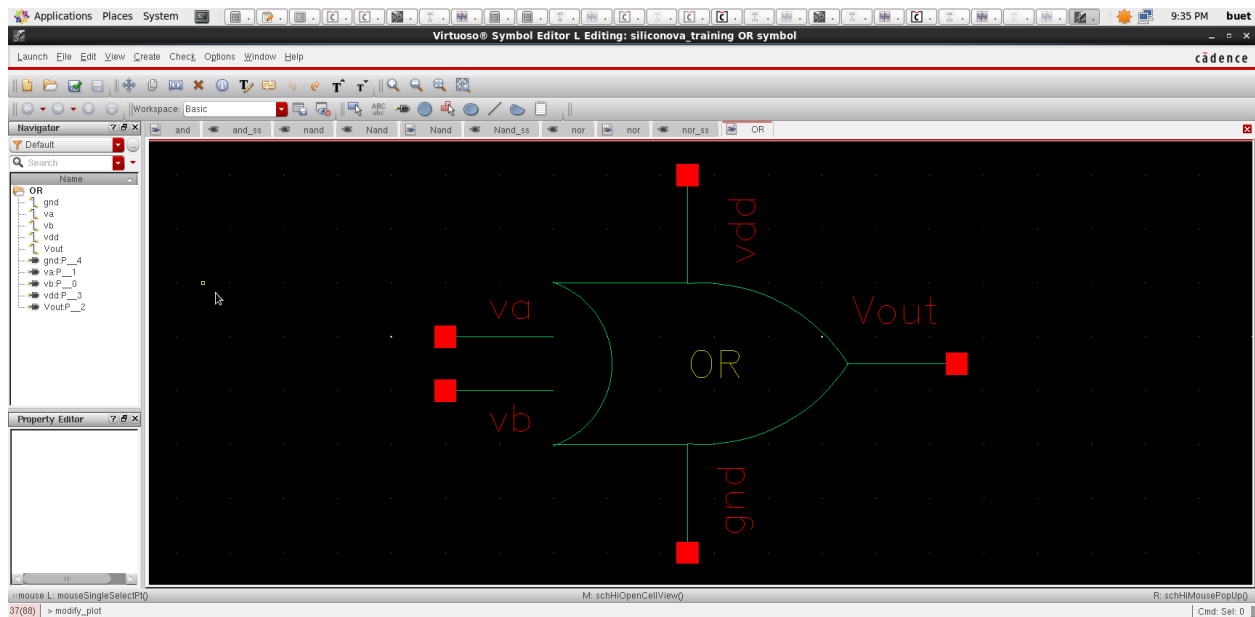 Applications Places System 9:35 PM buet
Virtuoso® Symbol Editor L Editing: siliconova_training OR symbol
Launch File Edit View Create Check Options Window Help cādence
Workspace: Basic
Navigator and and_ss nand Nand Nand Nand_ss nor nor nor_ss OR
Default
Search
Name
OR
gnd
va
vb
vdd
Vout
gnd:P__4
va:P__1
vb:P__0
vdd:P__3
Vout:P__2
vdd
va
Vout
OR
vb
gnd
Property Editor
mouse L: mouseSingleSelectPt() M: schHiOpenCellView() R: schHiMousePopUp()
37(88) > modify_plot Cmd: Sel: 0